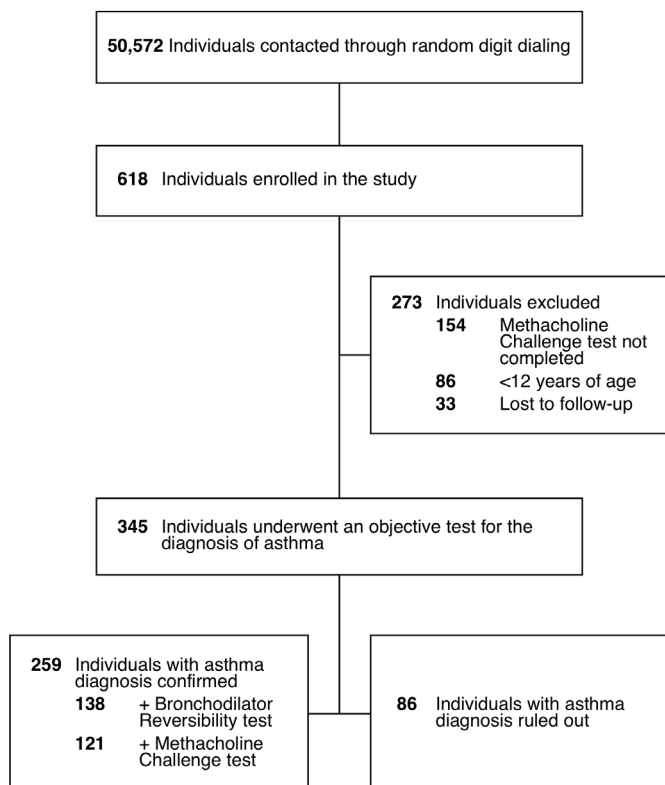 50,572 Individuals contacted through random digit dialing
618 Individuals enrolled in the study
273 Individuals excluded
154 Methacholine
Challenge test not
completed
86 <12 years of age
33 Lost to follow-up
345 Individuals underwent an objective test for the
diagnosis of asthma
259 Individuals with asthma
diagnosis confirmed
138 + Bronchodilator
Reversibility test
121 + Methacholine
Challenge test
86 Individuals with asthma
diagnosis ruled out